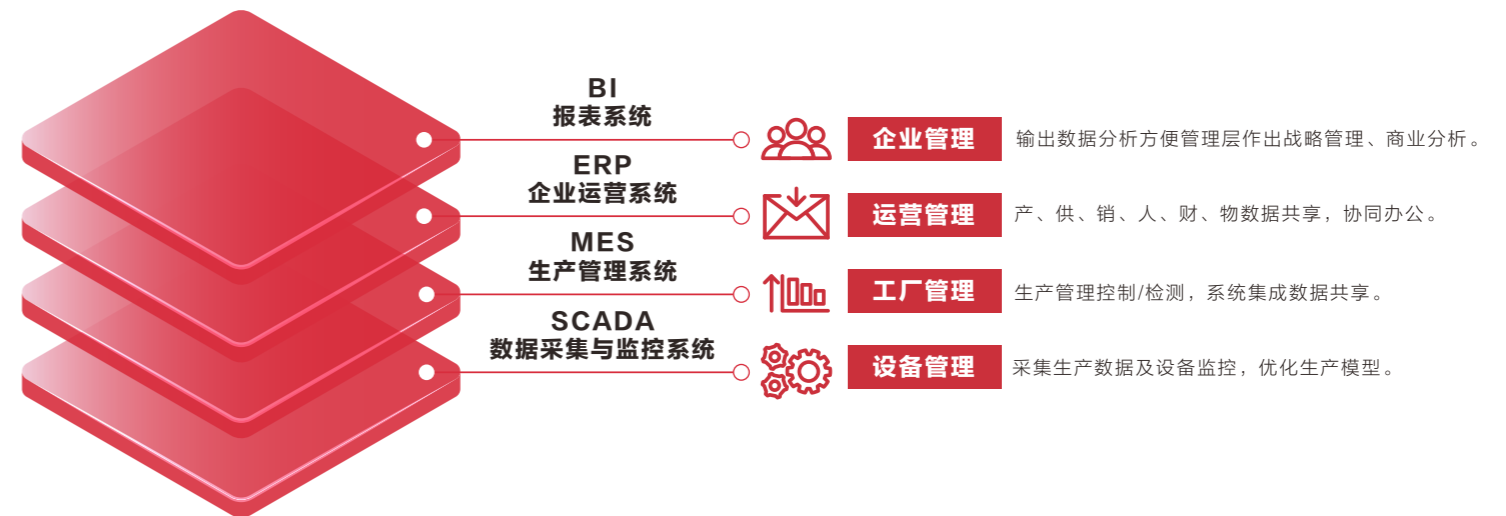 BI
报表系统
企业管理
输出数据分析方便管理层作出战略管理、商业分析。
ERP
企业运营系统
运营管理
产、供、销、人、财、物数据共享，协同办公。
MES
生产管理系统
工厂管理
生产管理控制/检测，系统集成数据共享。
SCADA
数据采集与监控系统
设备管理
采集生产数据及设备监控，优化生产模型。